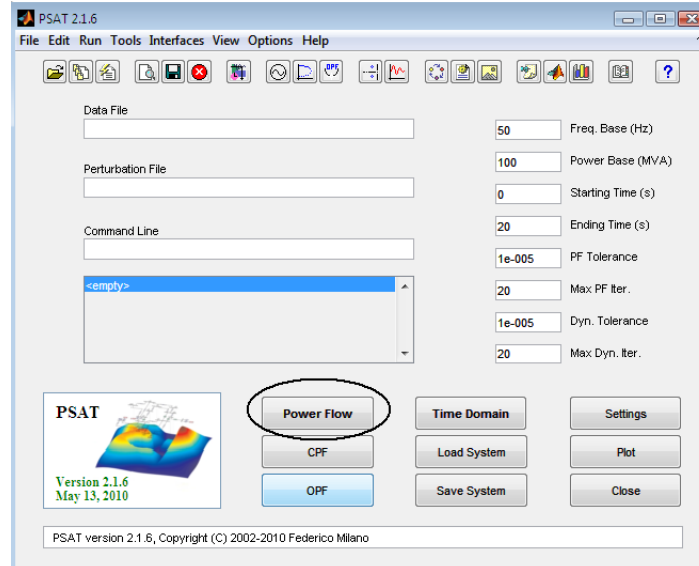 PSAT 2.1.6
File Edit Run Tools Interfaces View Options Help
OPF
?
Data File
50 Freq. Base (Hz)
100 Power Base (MVA)
Perturbation File
0 Starting Time (s)
20 Ending Time (s)
Command Line
1e-005 PF Tolerance
<empty>
20 Max PF Iter.
1e-005 Dyn. Tolerance
20 Max Dyn. Iter.
PSAT
Version 2.1.6
May 13, 2010
Power Flow Time Domain Settings
CPF Load System Plot
OPF Save System Close
PSAT version 2.1.6, Copyright (C) 2002-2010 Federico Milano